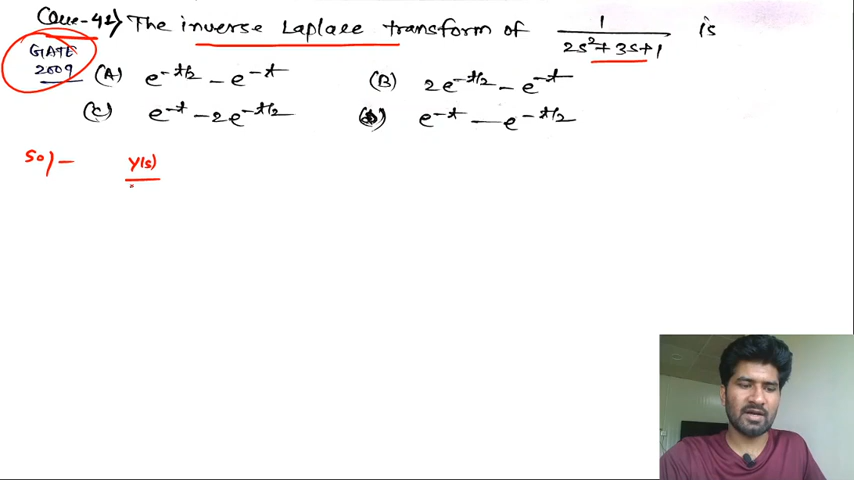 Que-42) The inverse Laplace transform of 1/(2s²+3s+1) is
GATE 2009
(A) e^{-t/2} - e^{-t} (B) 2e^{-t/2} - e^{-t}
(C) e^{-t} - 2e^{-t/2} (D) e^{-t} - e^{-t/2}
Sol- Y(s)